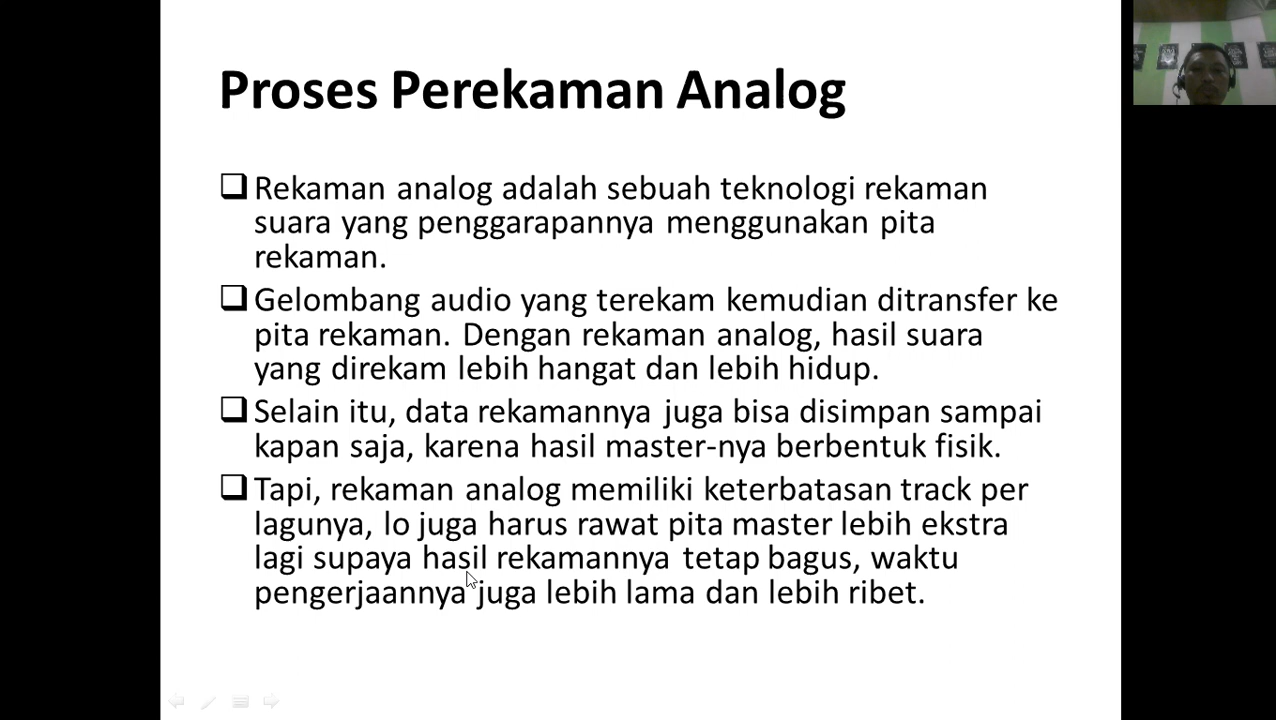 Proses Perekaman Analog
Rekaman analog adalah sebuah teknologi rekaman
suara yang penggarapannya menggunakan pita
rekaman.
Gelombang audio yang terekam kemudian ditransfer ke
pita rekaman. Dengan rekaman analog, hasil suara
yang direkam lebih hangat dan lebih hidup.
Selain itu, data rekamannya juga bisa disimpan sampai
kapan saja, karena hasil master-nya berbentuk fisik.
Tapi, rekaman analog memiliki keterbatasan track per
lagunya, lo juga harus rawat pita master lebih ekstra
lagi supaya hasil rekamannya tetap bagus, waktu
pengerjaannya juga lebih lama dan lebih ribet.